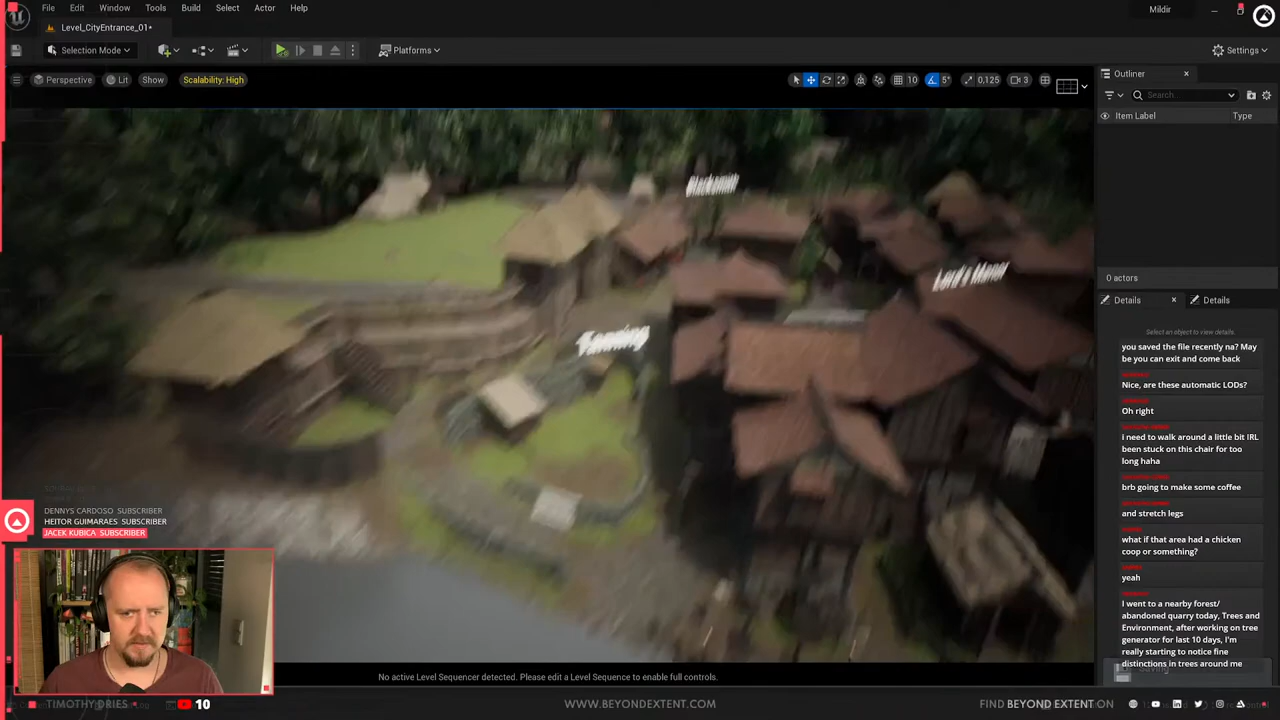 File Edit Window Tools Build Select Actor Help
Mildir
Level_CityEntrance_01*
Selection Mode
Platforms
Settings
Perspective Lit Show Scalability: High
10 5° 0,125 3
Outliner
Search
Item Label Type
Blacksmith
Lord's Manor
Tanning
0 actors
Details Details
Select an object to view details.
you saved the file recently na? May
be you can exit and come back
Nice, are these automatic LODs?
Oh right
i need to walk around a little bit IRL
been stuck on this chair for too
long haha
brb going to make some coffee
and stretch legs
what if that area had a chicken
coop or something?
yeah
I went to a nearby forest/
abandoned quarry today, Trees and
Environment, after working on tree
generator for last 10 days, I'm
really starting to notice fine
distinctions in trees around me
DENNYS CARDOSO SUBSCRIBER
HEITOR GUIMARAES SUBSCRIBER
JACEK KUBICA SUBSCRIBER
No active Level Sequencer detected. Please edit a Level Sequence to enable full controls.
TIMOTHY DRIES
10
WWW.BEYONDEXTENT.COM
FIND BEYONDEXTENT ON